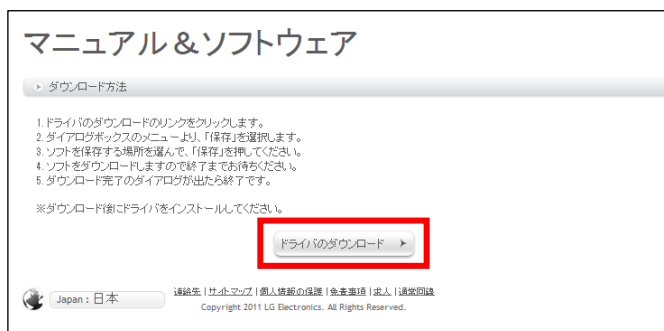 マニュアル&ソフトウェア
ダウンロード方法
1. ドライバのダウンロードのリンクをクリックします。
2. ダイアログボックスのメニューより、「保存」を選択します。
3. ソフトを保存する場所を選んで、「保存」を押してください。
4. ソフトをダウンロードしますので終了までお待ちください。
5. ダウンロード完了のダイアログが出たら終了です。
※ダウンロード後にドライバをインストールしてください。
ドライバのダウンロード
Japan : 日本
連絡先 | サイトマップ | 個人情報の保護 | 免責事項 | 求人 | 通常回線
Copyright 2011 LG Electronics. All Rights Reserved.